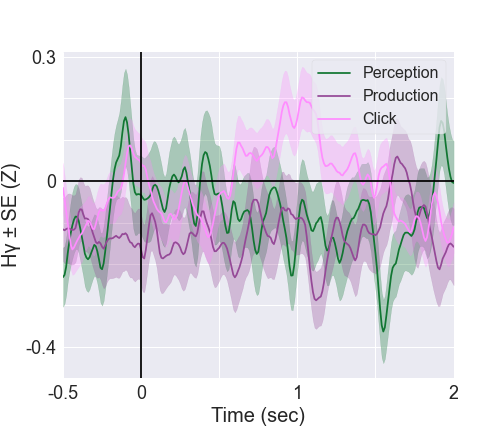 0.3
0
-0.4
Hγ ± SE (Z)
Perception
Production
Click
-0.5
0
1
2
Time (sec)